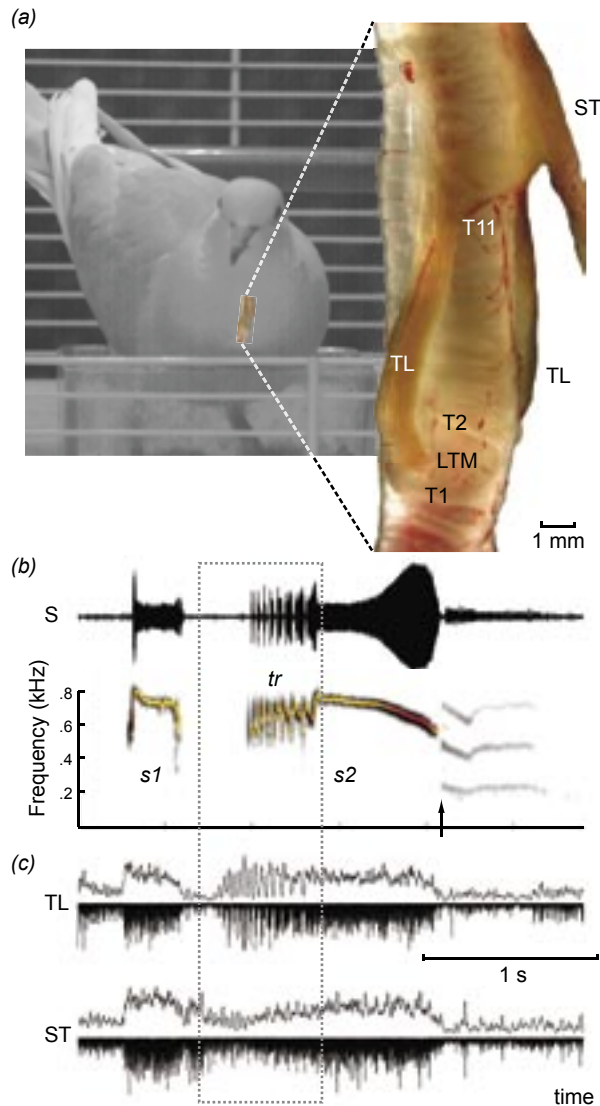 (a)
ST
T11
TL
TL
T2
LTM
T1
1 mm
(b)
S
tr
Frequency (kHz)
.8
.6
.4
.2
s1
s2
(c)
TL
1 s
ST
time